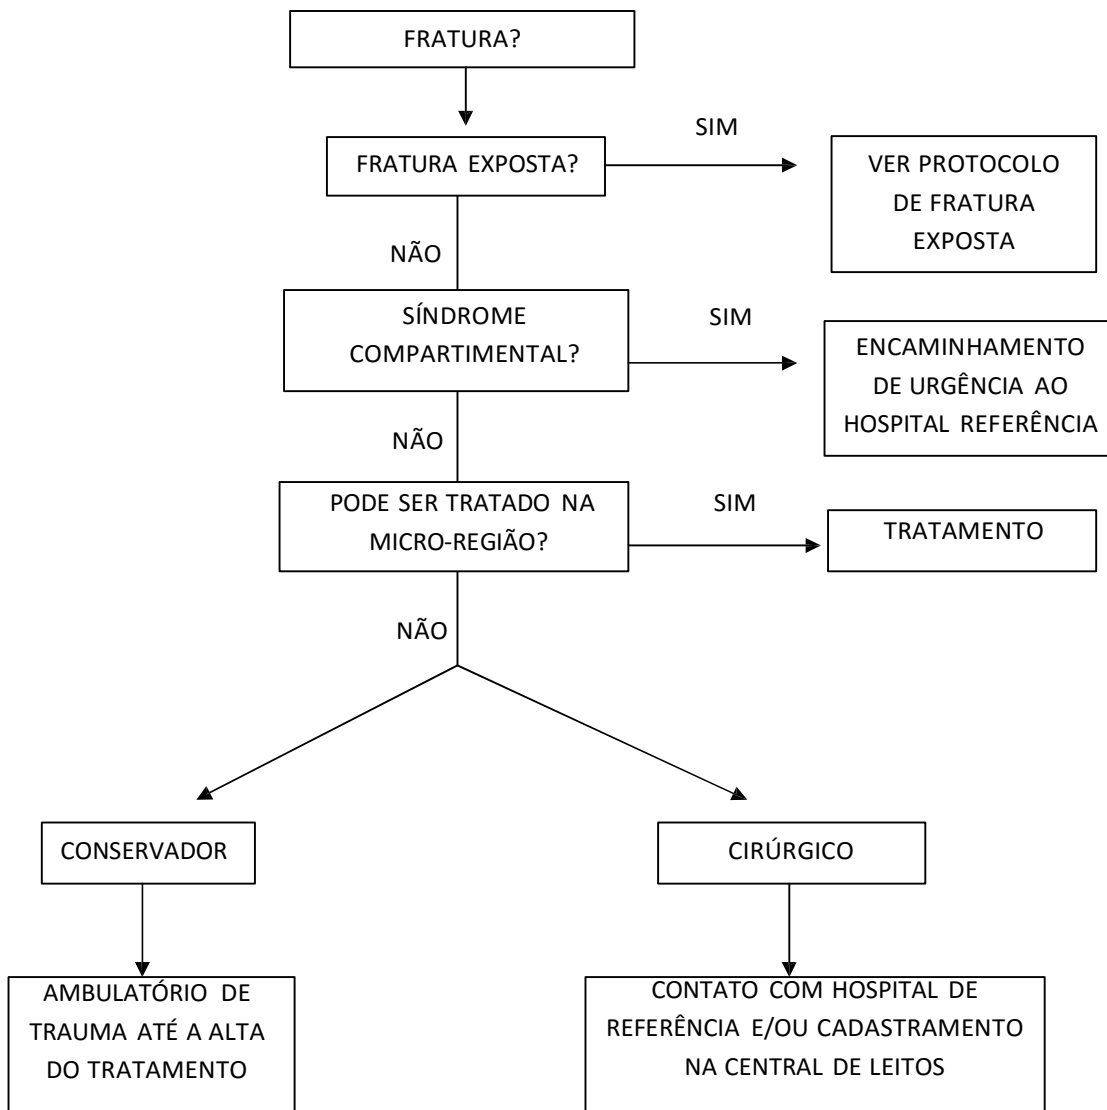 FRATURA?
SIM
FRATURA EXPOSTA?
VER PROTOCOLO
DE FRATURA
EXPOSTA
NÃO
SÍNDROME
COMPARTIMENTAL?
SIM
ENCAMINHAMENTO
DE URGÊNCIA AO
HOSPITAL REFERÊNCIA
NÃO
PODE SER TRATADO NA
MICRO-REGIÃO?
SIM
TRATAMENTO
NÃO
CONSERVADOR
CIRÚRGICO
AMBULATÓRIO DE
TRAUMA ATÉ A ALTA
DO TRATAMENTO
CONTATO COM HOSPITAL DE
REFERÊNCIA E/OU CADASTRAMENTO
NA CENTRAL DE LEITOS